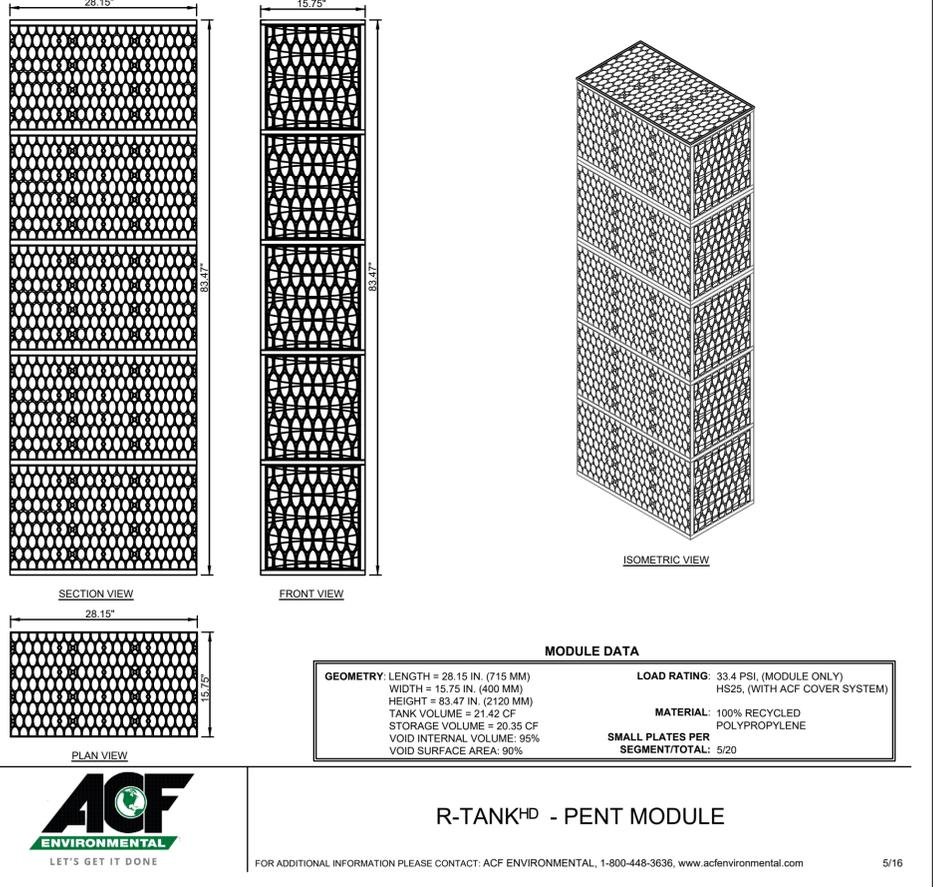 28.15"
15.75"
83.47"
83.47"
SECTION VIEW
FRONT VIEW
ISOMETRIC VIEW
28.15"
15.75"
PLAN VIEW
MODULE DATA
GEOMETRY: LENGTH = 28.15 IN. (715 MM)
WIDTH = 15.75 IN. (400 MM)
HEIGHT = 83.47 IN. (2120 MM)
TANK VOLUME = 21.42 CF
STORAGE VOLUME = 20.35 CF
VOID INTERNAL VOLUME: 95%
VOID SURFACE AREA: 90%
LOAD RATING: 33.4 PSI, (MODULE ONLY)
HS25, (WITH ACF COVER SYSTEM)
MATERIAL: 100% RECYCLED
POLYPROPYLENE
SMALL PLATES PER
SEGMENT/TOTAL: 5/20
ACF
ENVIRONMENTAL
LET'S GET IT DONE
R-TANKᴴᴰ - PENT MODULE
FOR ADDITIONAL INFORMATION PLEASE CONTACT: ACF ENVIRONMENTAL, 1-800-448-3636, www.acfenvironmental.com
5/16